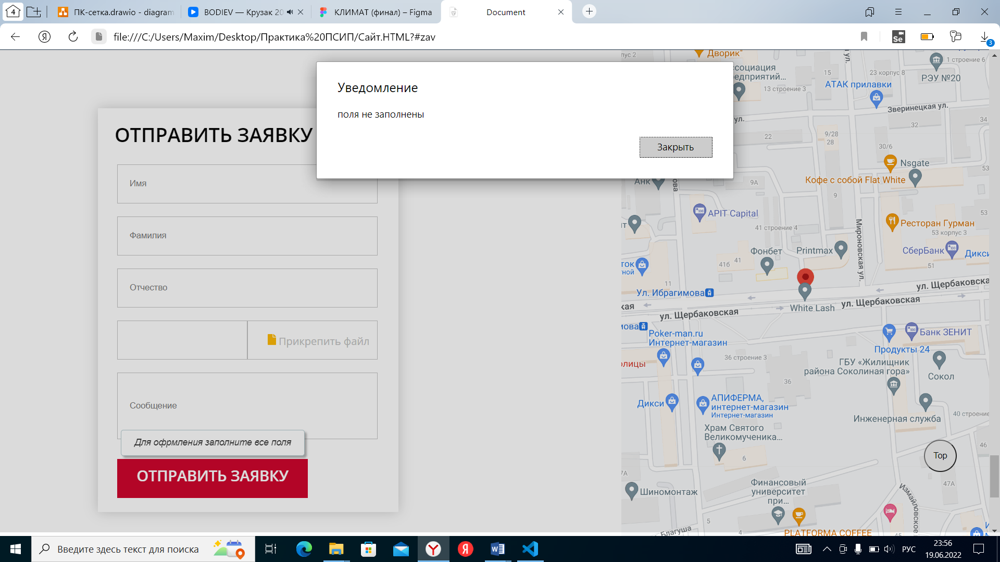 4
ПК-сетка.drawio - diagram
BODIEV — Крузак 20
КЛИМАТ (финал) – Figma
Document
file:///C:/Users/Maxim/Desktop/Практика%20ПСИП/Сайт.HTML?#zav
Se
3
Уведомление
поля не заполнены
Закрыть
ОТПРАВИТЬ ЗАЯВКУ
Имя
Фамилия
Отчество
Прикрепить файл
Сообщение
Для офрмления заполните все поля
ОТПРАВИТЬ ЗАЯВКУ
пус 2
Дворик"
ул.
1 строение 6
РЭУ №20
социация
едприятий...
15
23 корпус 8
АТАК прилавки
13 строение 3
Зверинецкая ул.
ул.
32
34
22
9/28
28
30/6
Nsgate
53
Анк
ова
9А
Кофе с собой Flat White
9
APIT Capital
53
41 строение 4
Мироновская ул.
Ресторан Гурман
53 корпус 3
Фонбет
Printmax
СберБанк
Дикси
41
41б
51
ток
ной
11
Ул. Ибрагимова
ул. Щербаковская
кая
White Lash
ул. Щербаковская
ул. Щербаковская
мова
Poker-man.ru
Интернет-магазин
Банк ЗЕНИТ
Продукты 24
36 строение 3
олицы
ГБУ «Жилищник
района Соколиная гора»
Сокол
36
Дикси
АПИФЕРМА,
интернет-магазин
Интернет-магазин
Инженерная служба
40 строение
Храм Святого
Великомученика...
46
Top
6
7А
Шиномонтаж
Финансовый
университет
при...
47А
Измайловское
5
4
Благуша
PLATFORMA COFFEE
45
Введите здесь текст для поиска
РУС
23:56
19.06.2022